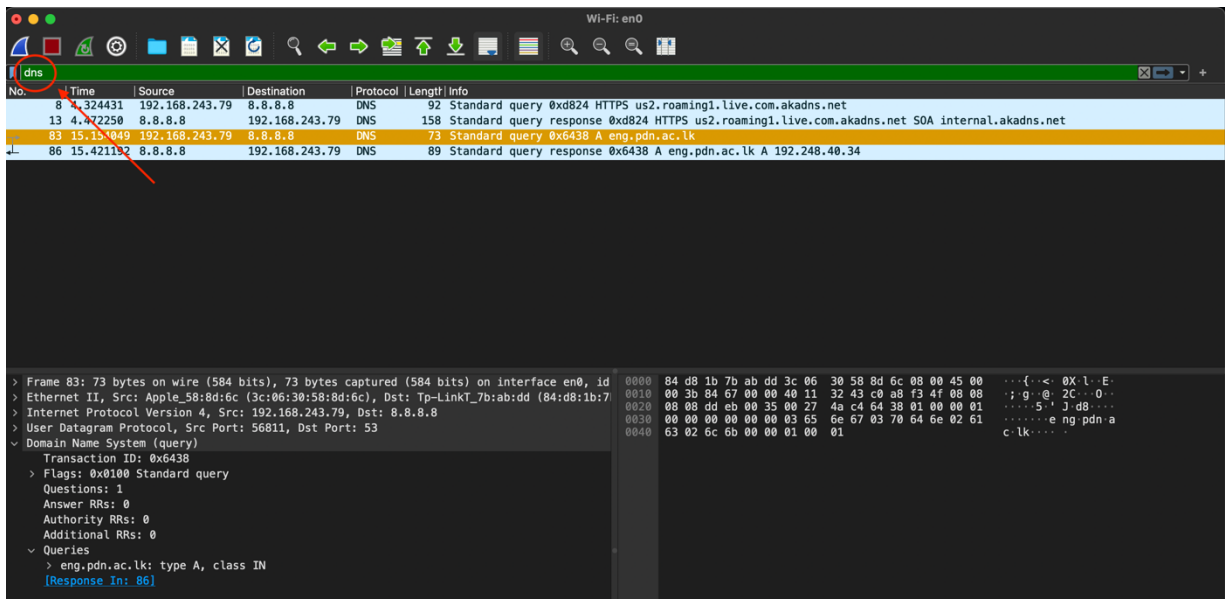 Wi-Fi: en0
dns
No. Time Source Destination Protocol Length Info
8 4.324431 192.168.243.79 8.8.8.8 DNS 92 Standard query 0xd824 HTTPS us2.roaming1.live.com.akadns.net
13 4.472250 8.8.8.8 192.168.243.79 DNS 158 Standard query response 0xd824 HTTPS us2.roaming1.live.com.akadns.net SOA internal.akadns.net
83 15.154049 192.168.243.79 8.8.8.8 DNS 73 Standard query 0x6438 A eng.pdn.ac.lk
86 15.421192 8.8.8.8 192.168.243.79 DNS 89 Standard query response 0x6438 A eng.pdn.ac.lk A 192.248.40.34
Frame 83: 73 bytes on wire (584 bits), 73 bytes captured (584 bits) on interface en0, id
Ethernet II, Src: Apple_58:8d:6c (3c:06:30:58:8d:6c), Dst: Tp-LinkT_7b:ab:dd (84:d8:1b:7
Internet Protocol Version 4, Src: 192.168.243.79, Dst: 8.8.8.8
User Datagram Protocol, Src Port: 56811, Dst Port: 53
Domain Name System (query)
Transaction ID: 0x6438
Flags: 0x0100 Standard query
Questions: 1
Answer RRs: 0
Authority RRs: 0
Additional RRs: 0
Queries
eng.pdn.ac.lk: type A, class IN
[Response In: 86]
0000 84 d8 1b 7b ab dd 3c 06 30 58 8d 6c 08 00 45 00 ···{··<· 0X·l··E·
0010 00 3b 84 67 00 00 40 11 32 43 c0 a8 f3 4f 08 08 ·;·g··@· 2C···O··
0020 08 08 dd eb 00 35 00 27 4a c4 64 38 01 00 00 01 ·····5·' J·d8····
0030 00 00 00 00 00 00 03 65 6e 67 03 70 64 6e 02 61 ·······e ng·pdn·a
0040 63 02 6c 6b 00 00 01 00 01 c·lk···· ·